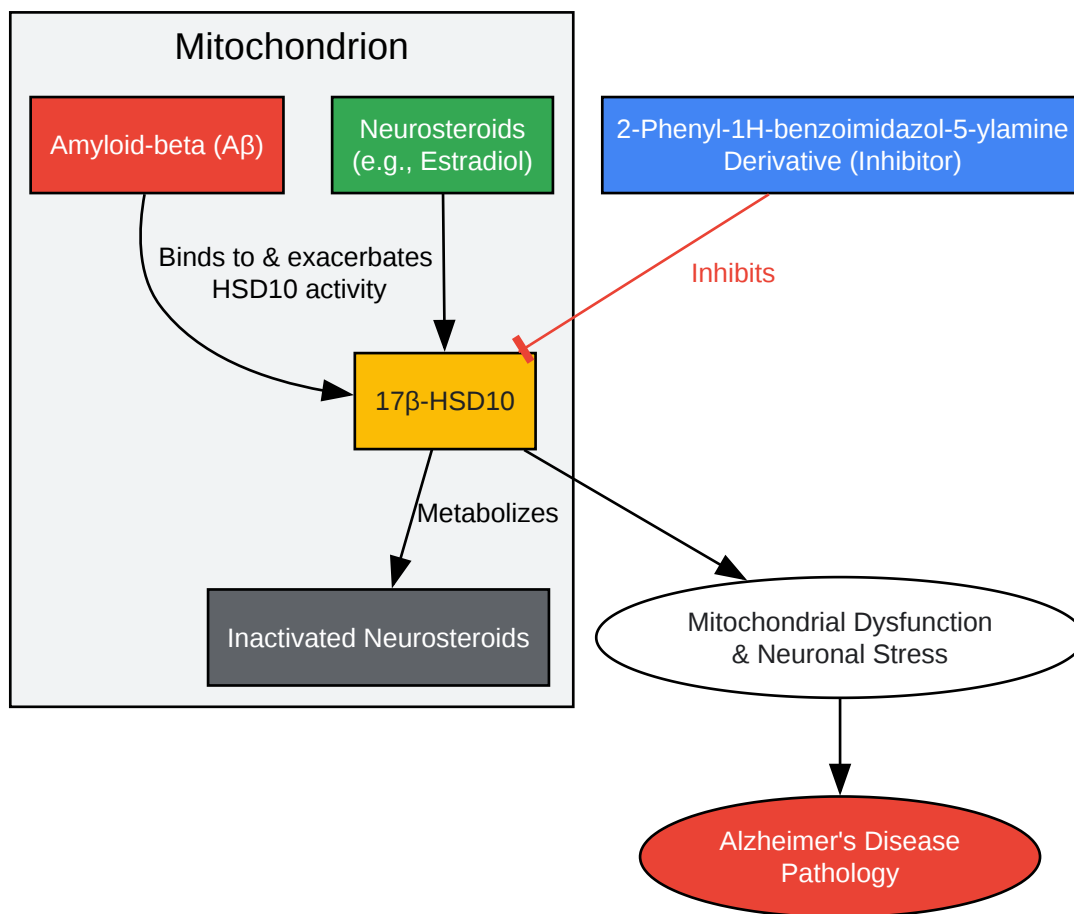 Mitochondrion
Amyloid-beta (Aβ)
Neurosteroids
(e.g., Estradiol)
2-Phenyl-1H-benzoimidazol-5-ylamine
Derivative (Inhibitor)
Binds to & exacerbates
HSD10 activity
Inhibits
17β-HSD10
Metabolizes
Inactivated Neurosteroids
Mitochondrial Dysfunction
& Neuronal Stress
Alzheimer's Disease
Pathology